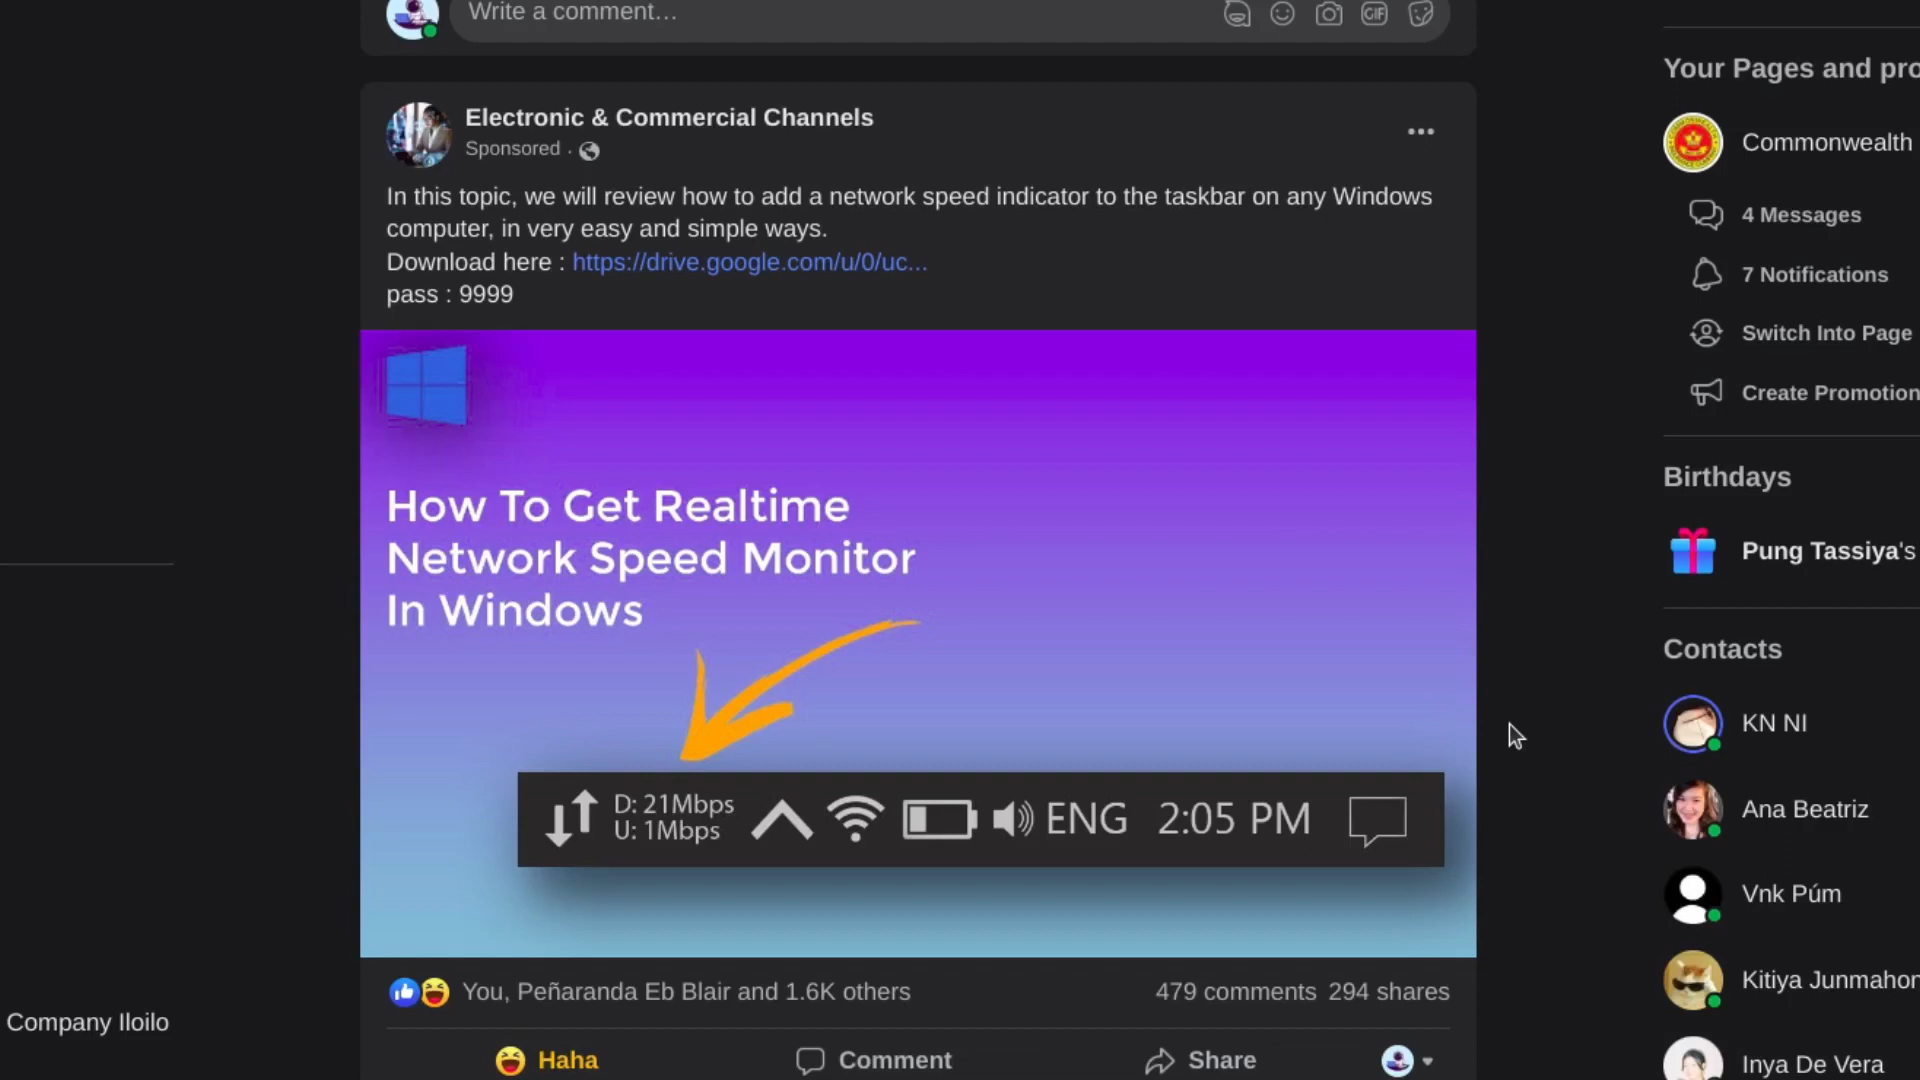 Write a comment…
GIF
Electronic & Commercial Channels
Sponsored ·
In this topic, we will review how to add a network speed indicator to the taskbar on any Windows
computer, in very easy and simple ways.
Download here : https://drive.google.com/u/0/uc...
pass : 9999
How To Get Realtime
Network Speed Monitor
In Windows
D: 21Mbps
U: 1Mbps
ENG
2:05 PM
You, Peñaranda Eb Blair and 1.6K others
479 comments
294 shares
Haha
Comment
Share
Company Iloilo
Your Pages and pro
Commonwealth
4 Messages
7 Notifications
Switch Into Page
Create Promotion
Birthdays
Pung Tassiya's
Contacts
KN NI
Ana Beatriz
Vnk Púm
Kitiya Junmahon
Inya De Vera